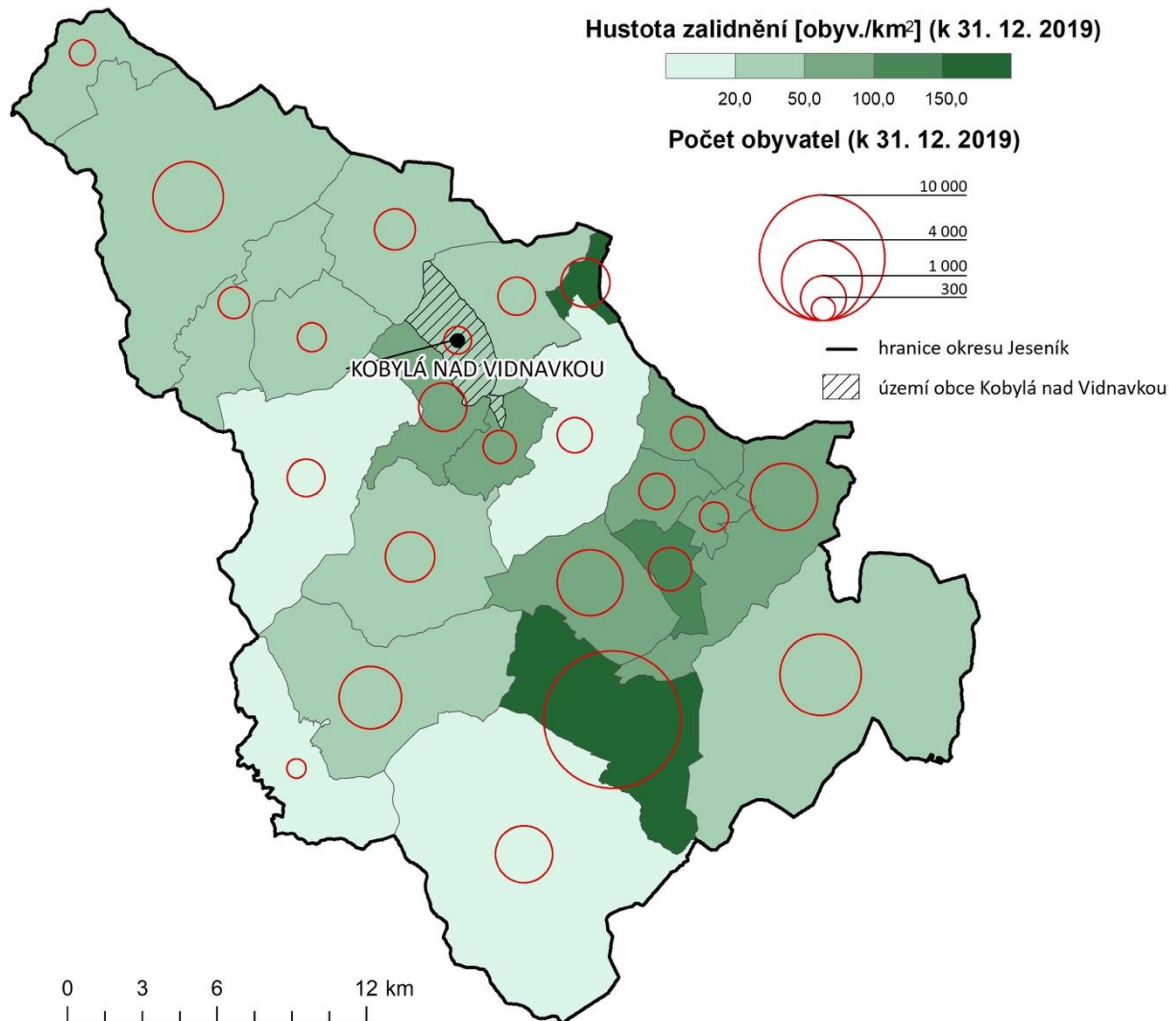 Hustota zalidnění [obyv./km²] (k 31. 12. 2019)
20,0 50,0 100,0 150,0
Počet obyvatel (k 31. 12. 2019)
10 000
4 000
1 000
300
hranice okresu Jeseník
území obce Kobylá nad Vidnavkou
KOBYLÁ NAD VIDNAVKOU
0 3 6 12 km